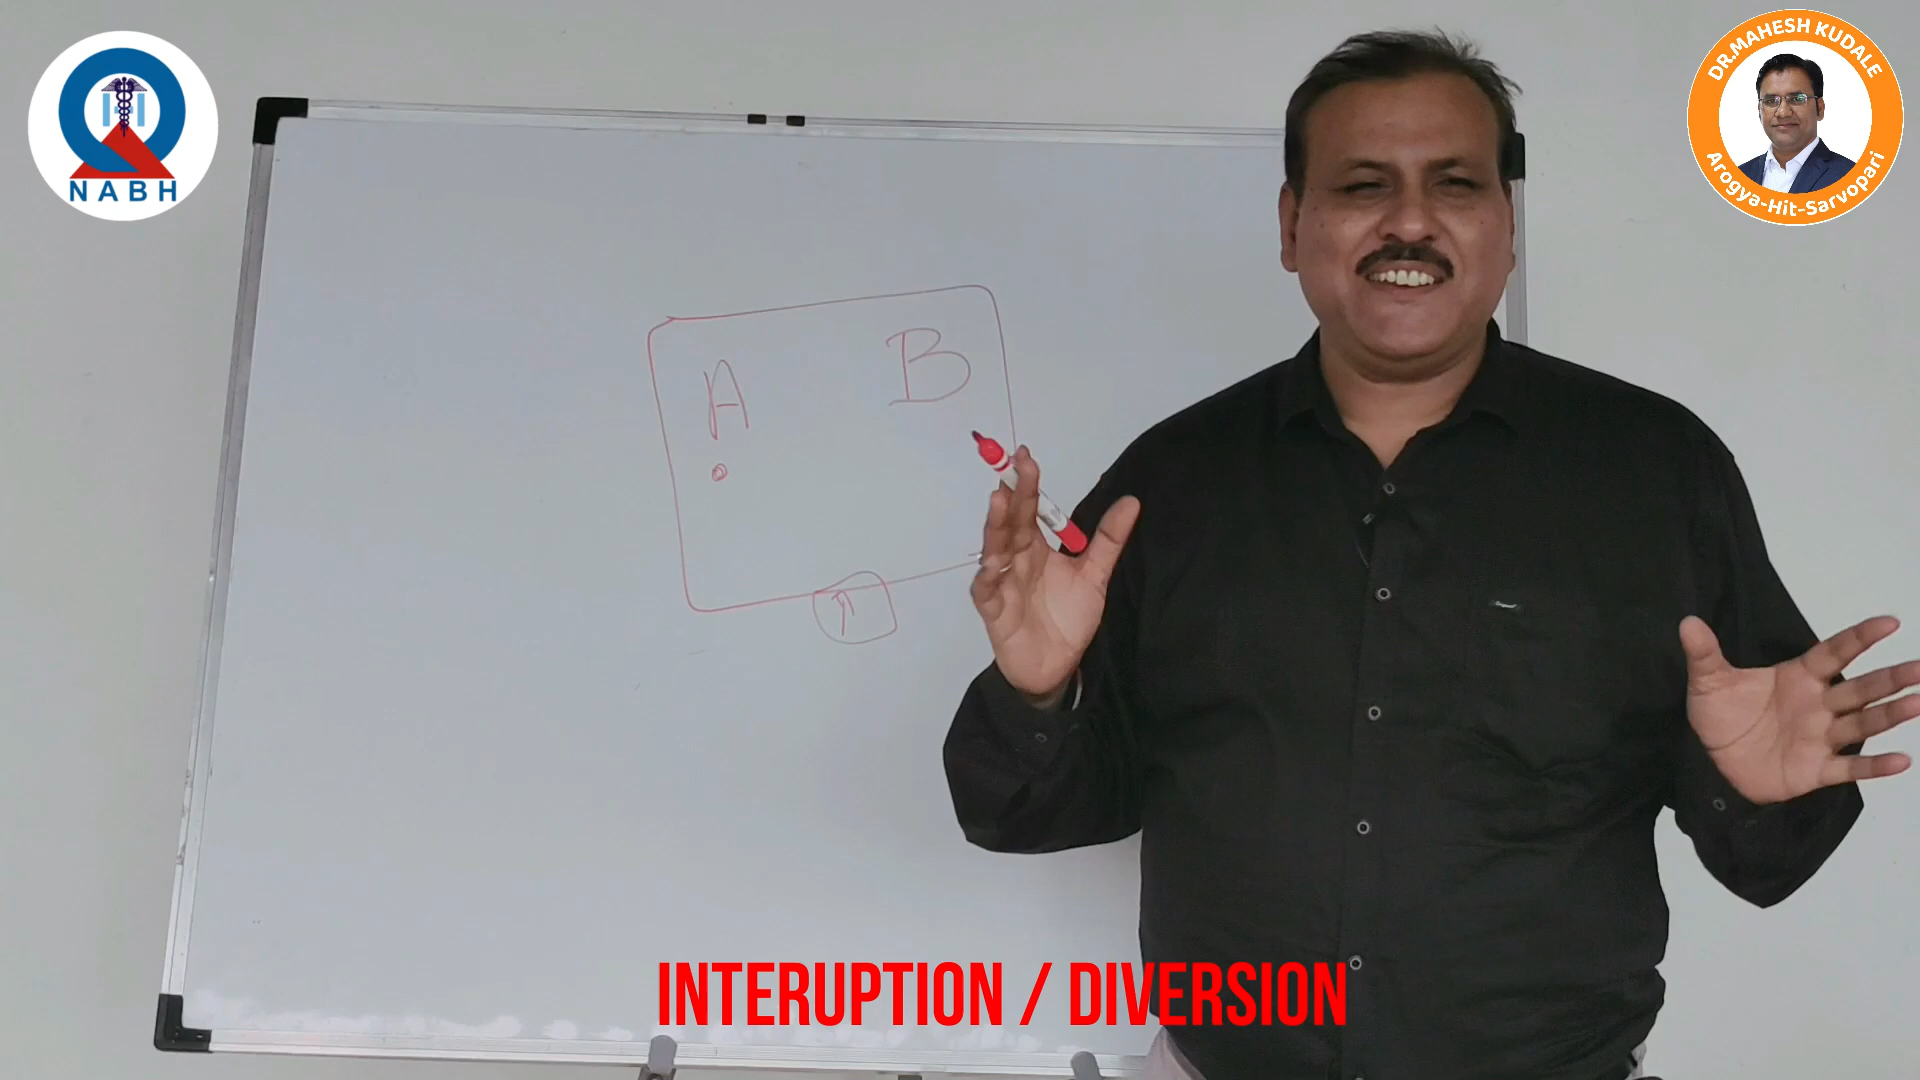 NABH
DR.MAHESH KUDALE
Arogya-Hit-Sarvopari
A
B
INTERUPTION / DIVERSION